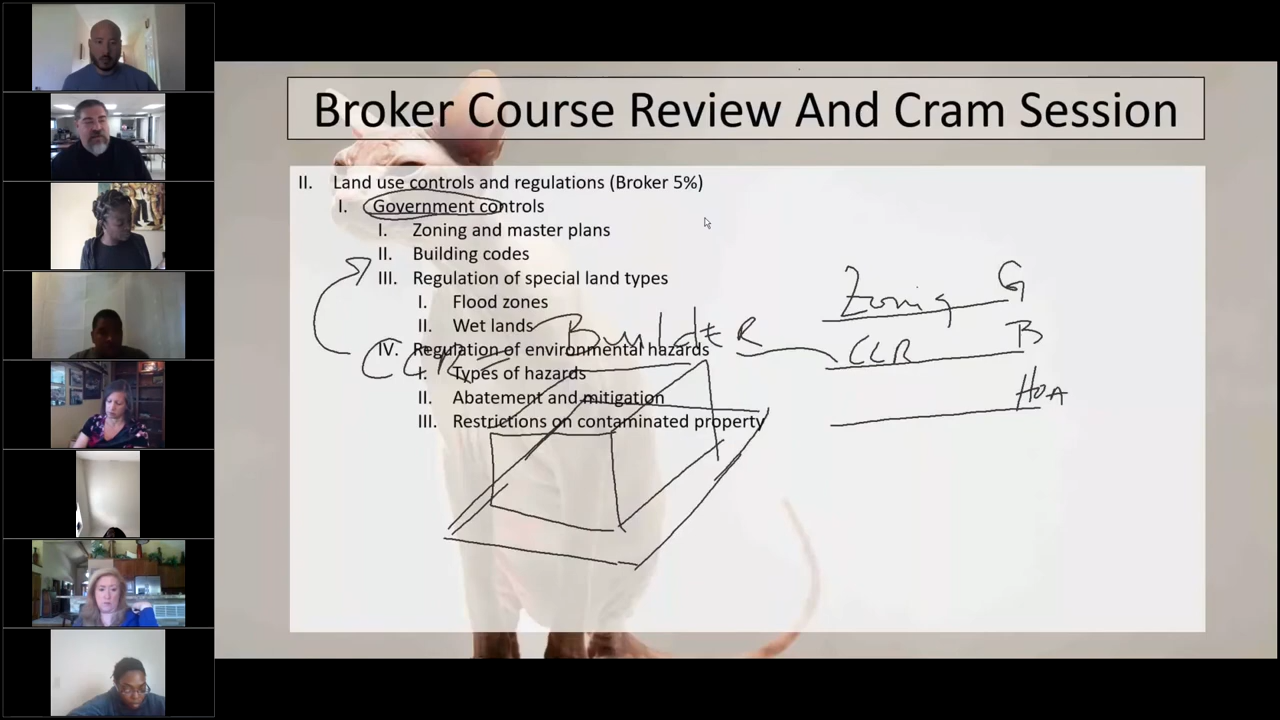 Broker Course Review And Cram Session
II. Land use controls and regulations (Broker 5%)
I. Government controls
I. Zoning and master plans
II. Building codes
III. Regulation of special land types
I. Flood zones
II. Wet lands
IV. Regulation of environmental hazards
I. Types of hazards
II. Abatement and mitigation
III. Restrictions on contaminated property
CCR = BuildER
Zoning G
CCR B
HOA